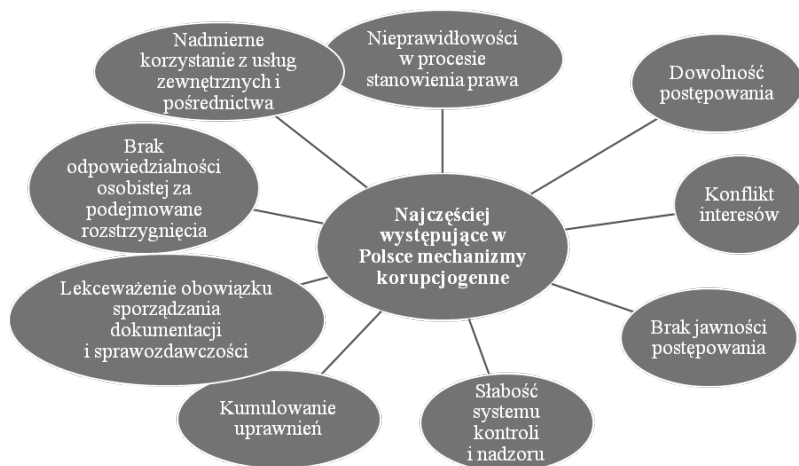 Nieprawidłowości
w procesie
stanowienia prawa
Dowolność
postępowania
Konflikt
interesów
Brak jawności
postępowania
Słabość
systemu
kontroli
i nadzoru
Kumulowanie
uprawnień
Lekceważenie obowiązku
sporządzania
dokumentacji
i sprawozdawczości
Brak
odpowiedzialności
osobistej za
podejmowane
rozstrzygnięcia
Nadmierne
korzystanie z usług
zewnętrznych i
pośrednictwa
Najczęściej
występujące w
Polsce mechanizmy
korupcjogenne